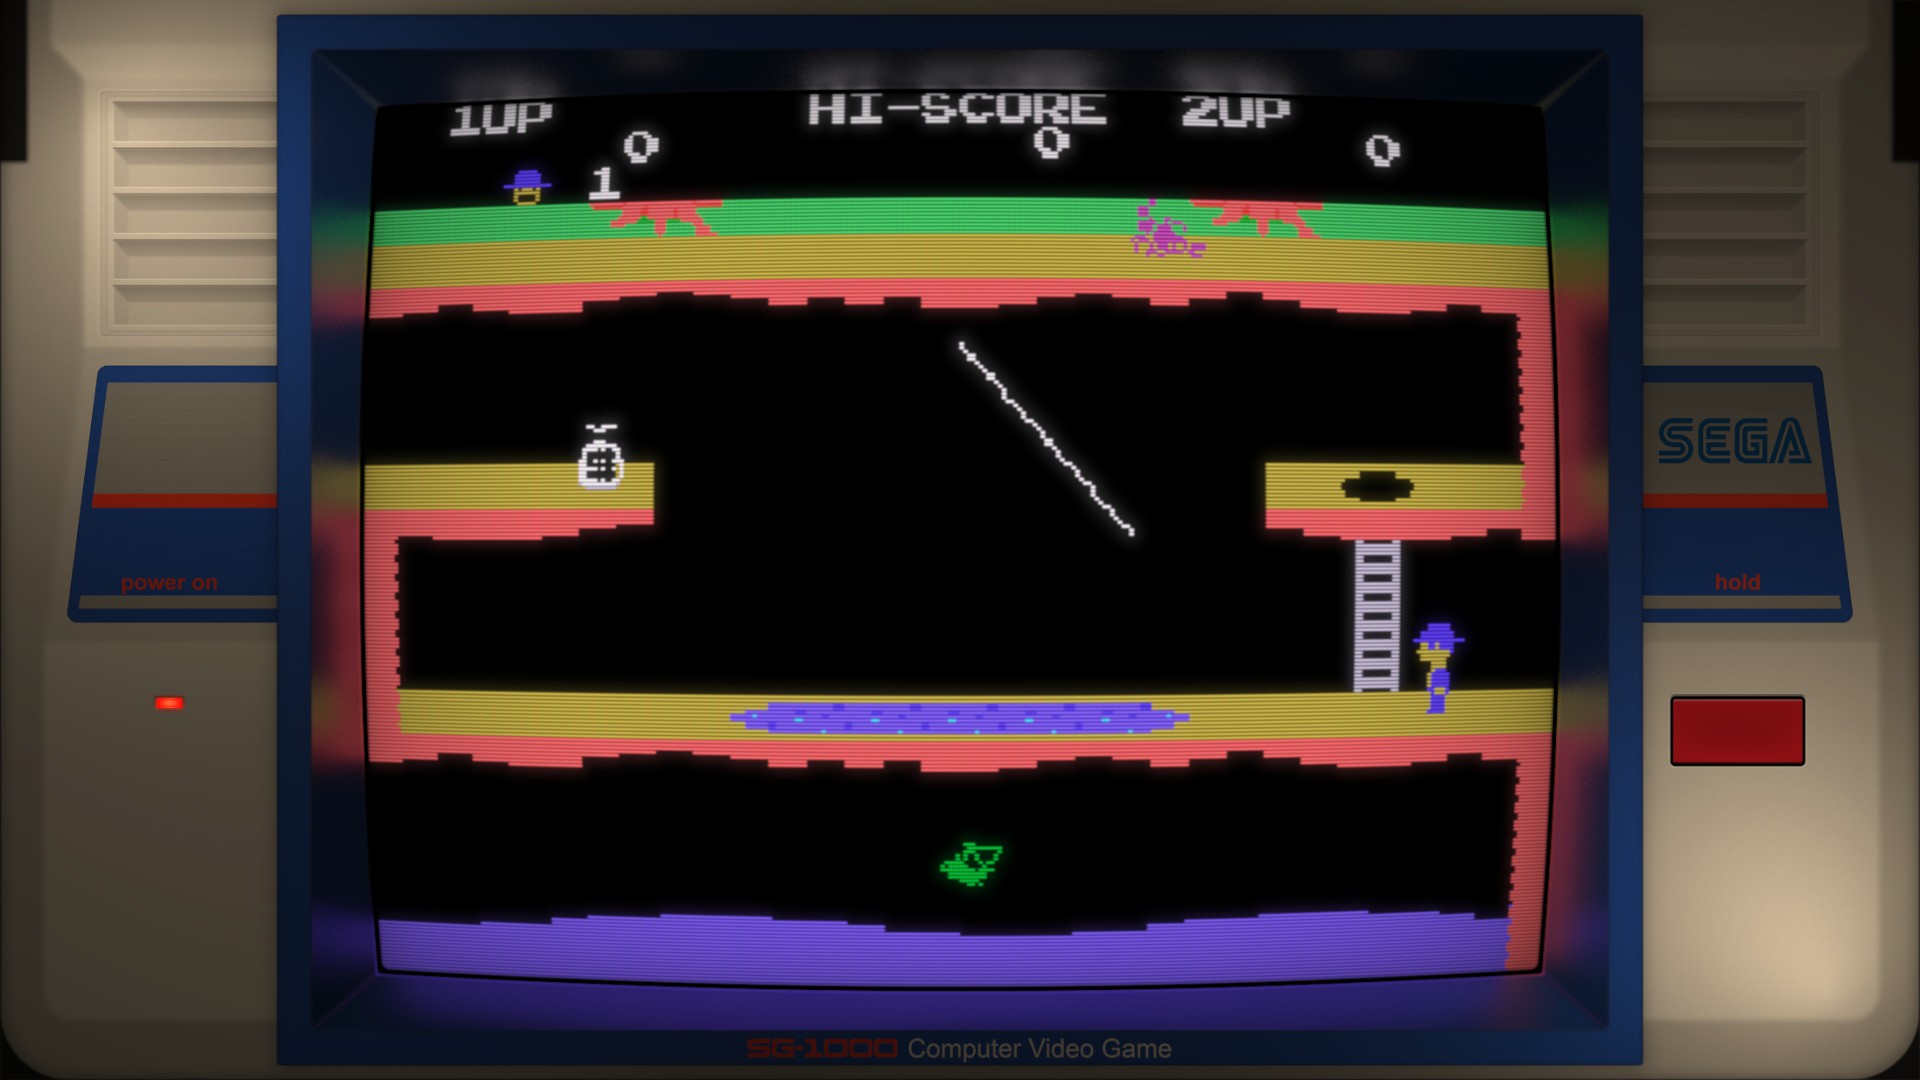 1UP HI-SCORE 2UP
0 0 0
1
SEGA
power on
hold
SG-1000 Computer Video Game